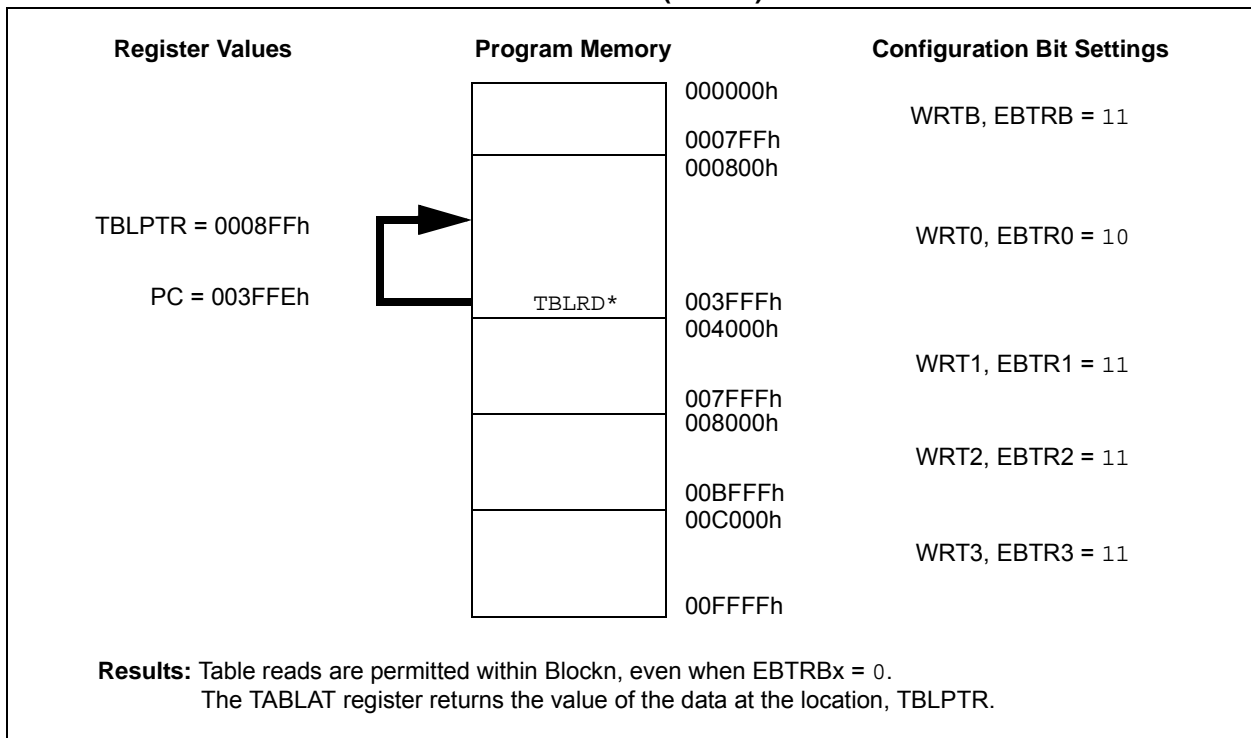 Register Values Program Memory Configuration Bit Settings
000000h
WRTB, EBTRB = 11
0007FFh
000800h
TBLPTR = 0008FFh
WRT0, EBTR0 = 10
PC = 003FFEh
TBLRD*
003FFFh
004000h
WRT1, EBTR1 = 11
007FFFh
008000h
WRT2, EBTR2 = 11
00BFFFh
00C000h
WRT3, EBTR3 = 11
00FFFFh
Results: Table reads are permitted within Blockn, even when EBTRBx = 0.
The TABLAT register returns the value of the data at the location, TBLPTR.